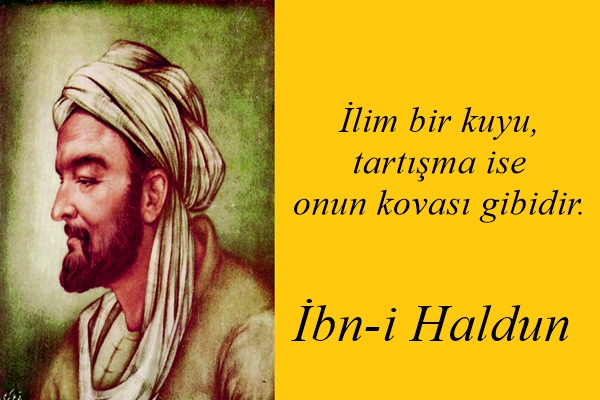 İlim bir kuyu,
tartışma ise
onun kovası gibidir.
İbn-i Haldun